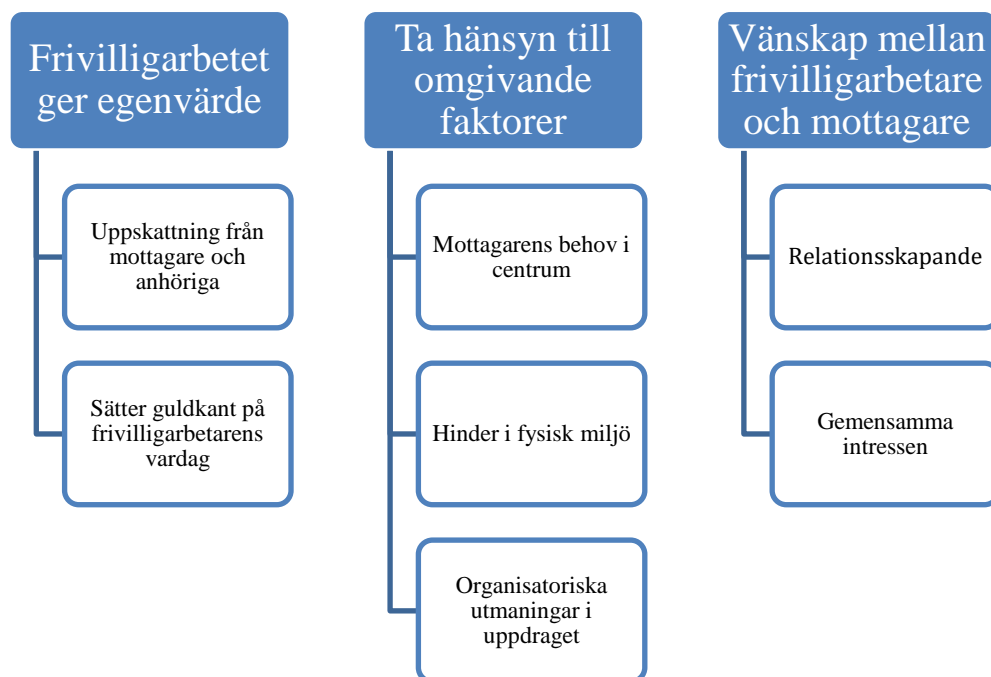 Frivilligarbetet
ger egenvärde
Uppskattning från
mottagare och
anhöriga
Sätter guldkant på
frivilligarbetarens
vardag
Ta hänsyn till
omgivande
faktorer
Mottagarens behov i
centrum
Hinder i fysisk miljö
Organisatoriska
utmaningar i
uppdraget
Vänskap mellan
frivilligarbetare
och mottagare
Relationsskapande
Gemensamma
intressen